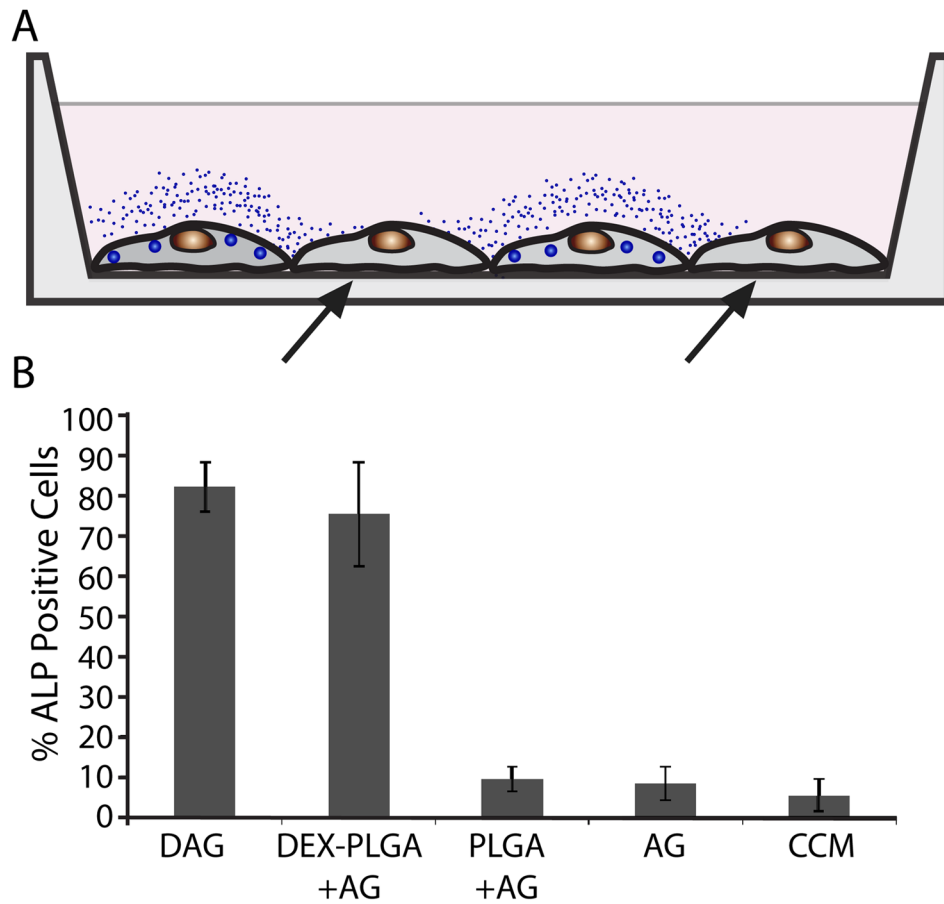 A
B
% ALP Positive Cells
100
90
80
70
60
50
40
30
20
10
0
DAG
DEX-PLGA
+AG
PLGA
+AG
AG
CCM